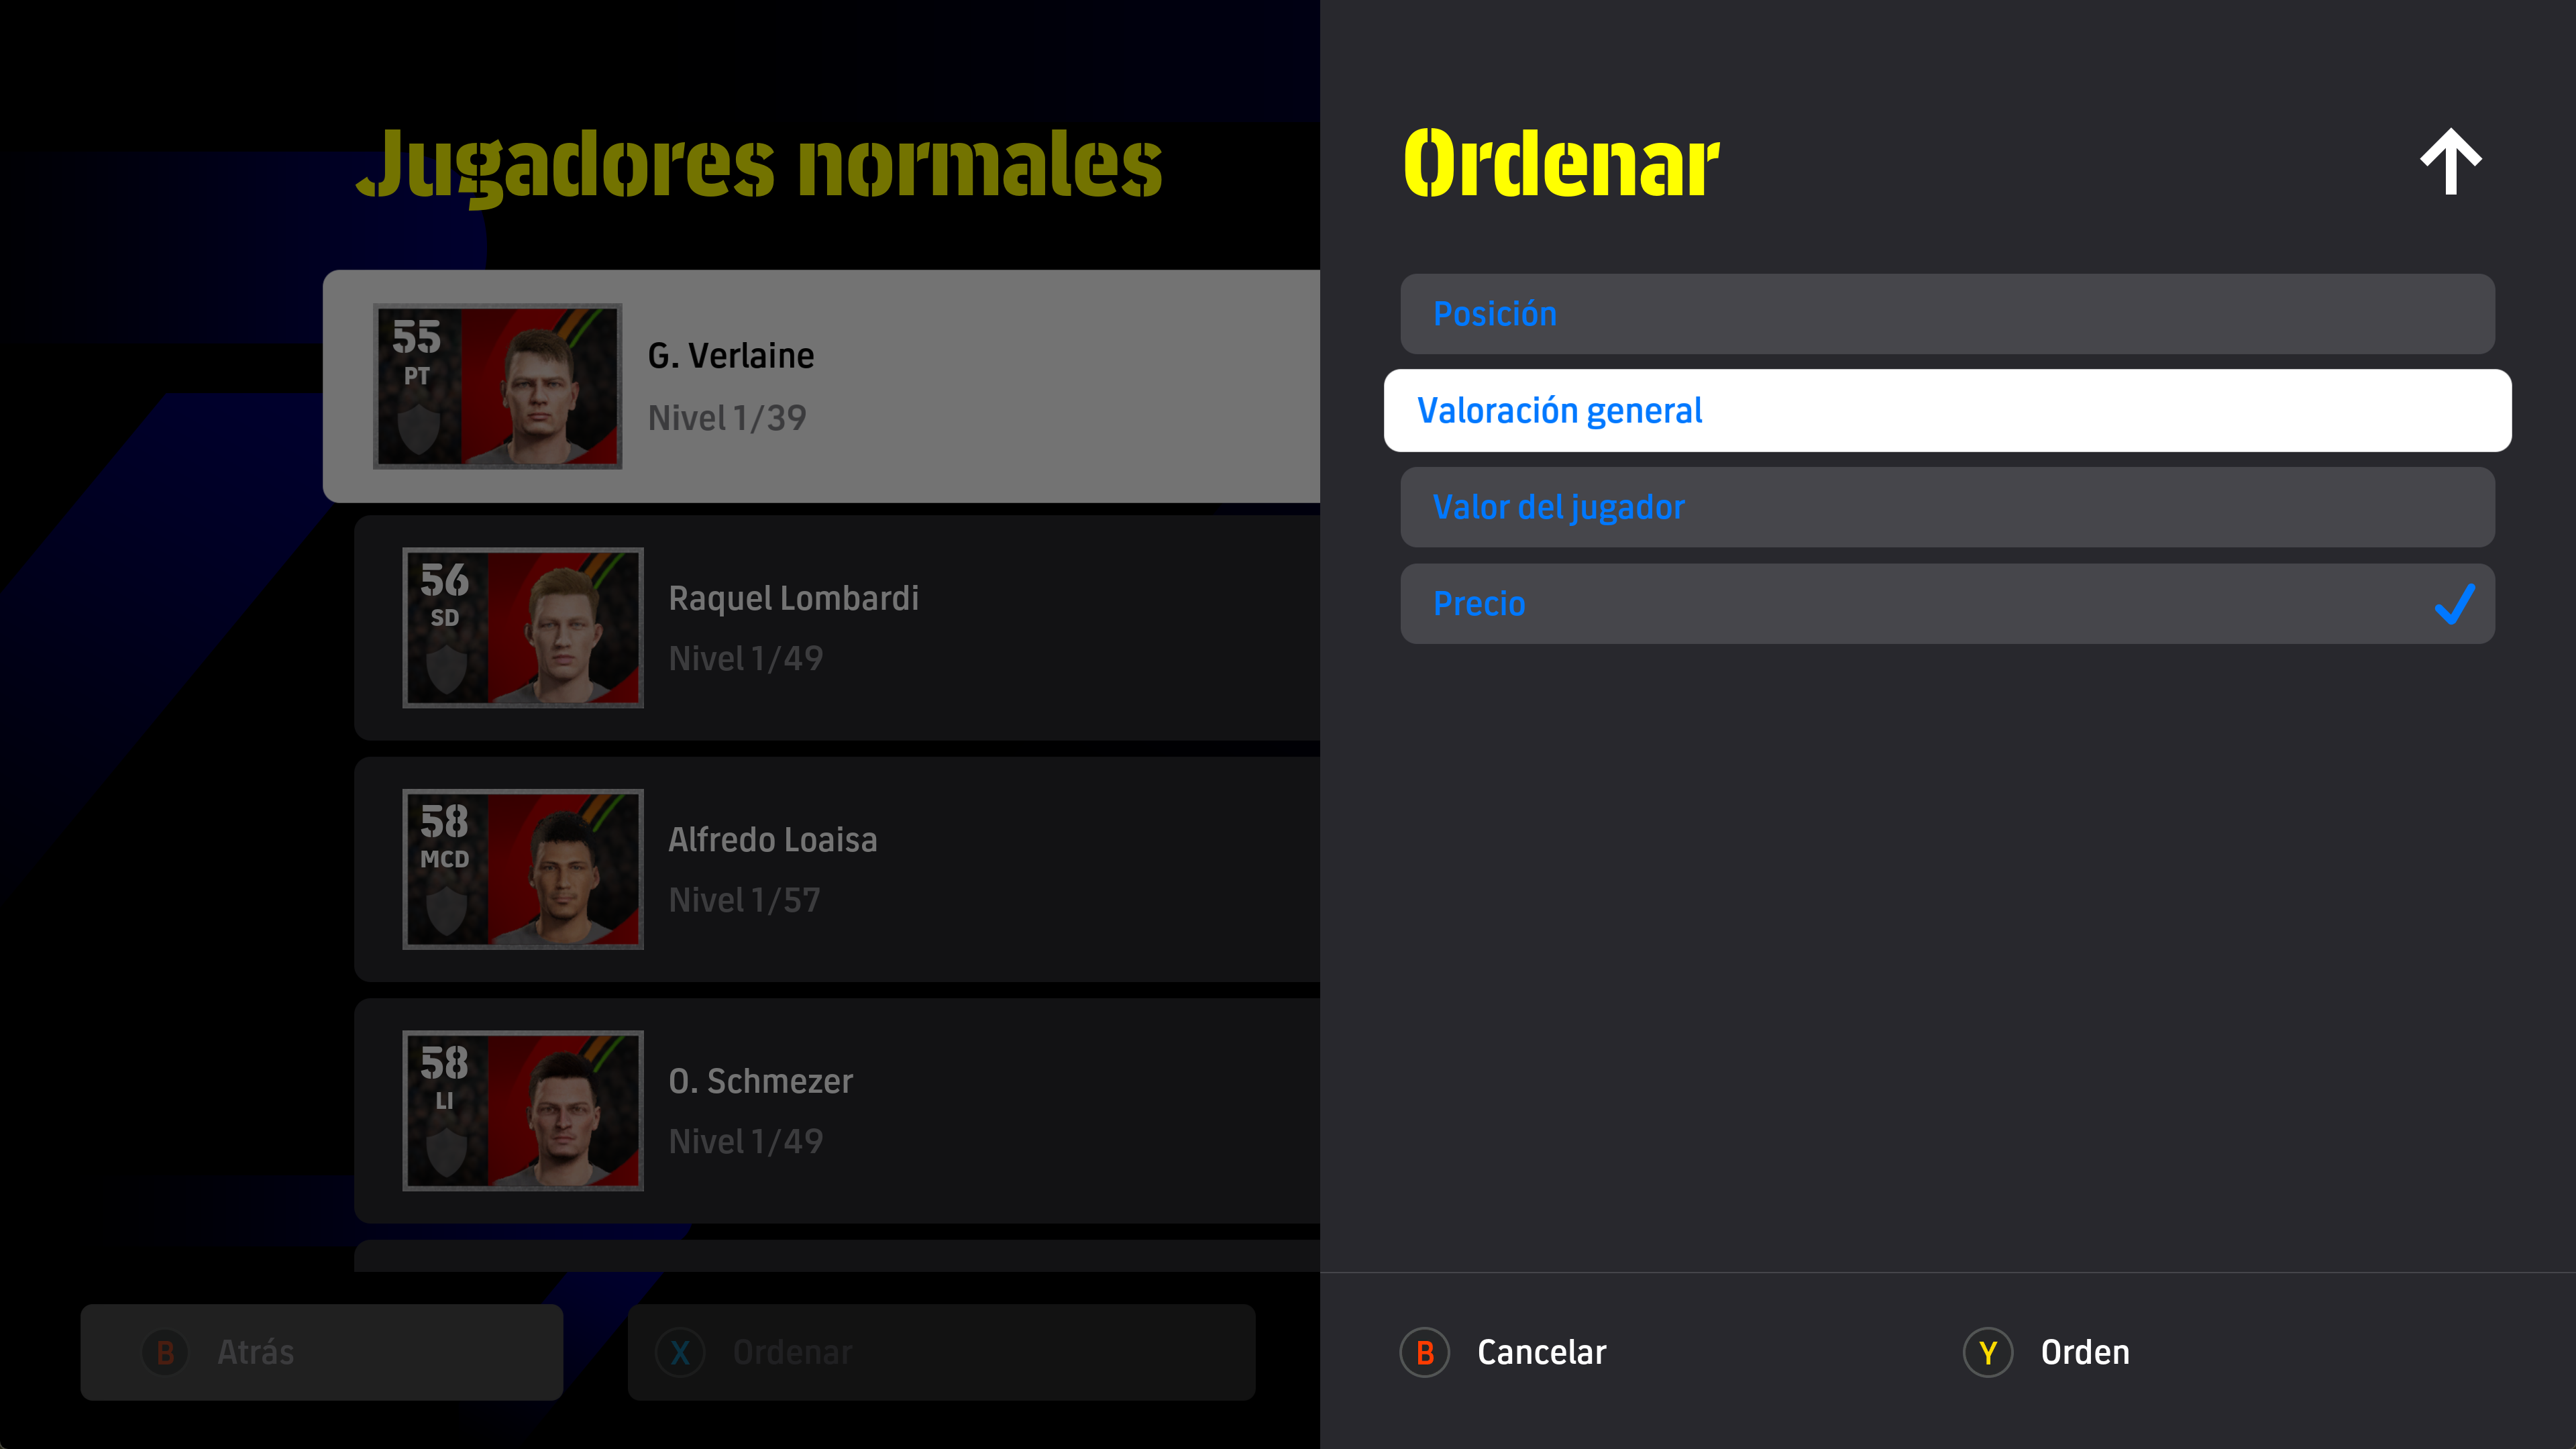 Jugadores normales
55
PT
G. Verlaine
Nivel 1/39
56
SD
Raquel Lombardi
Nivel 1/49
58
MCD
Alfredo Loaisa
Nivel 1/57
58
LI
O. Schmezer
Nivel 1/49
B Atrás
X Ordenar
Ordenar
Posición
Valoración general
Valor del jugador
Precio
B Cancelar
Y Orden